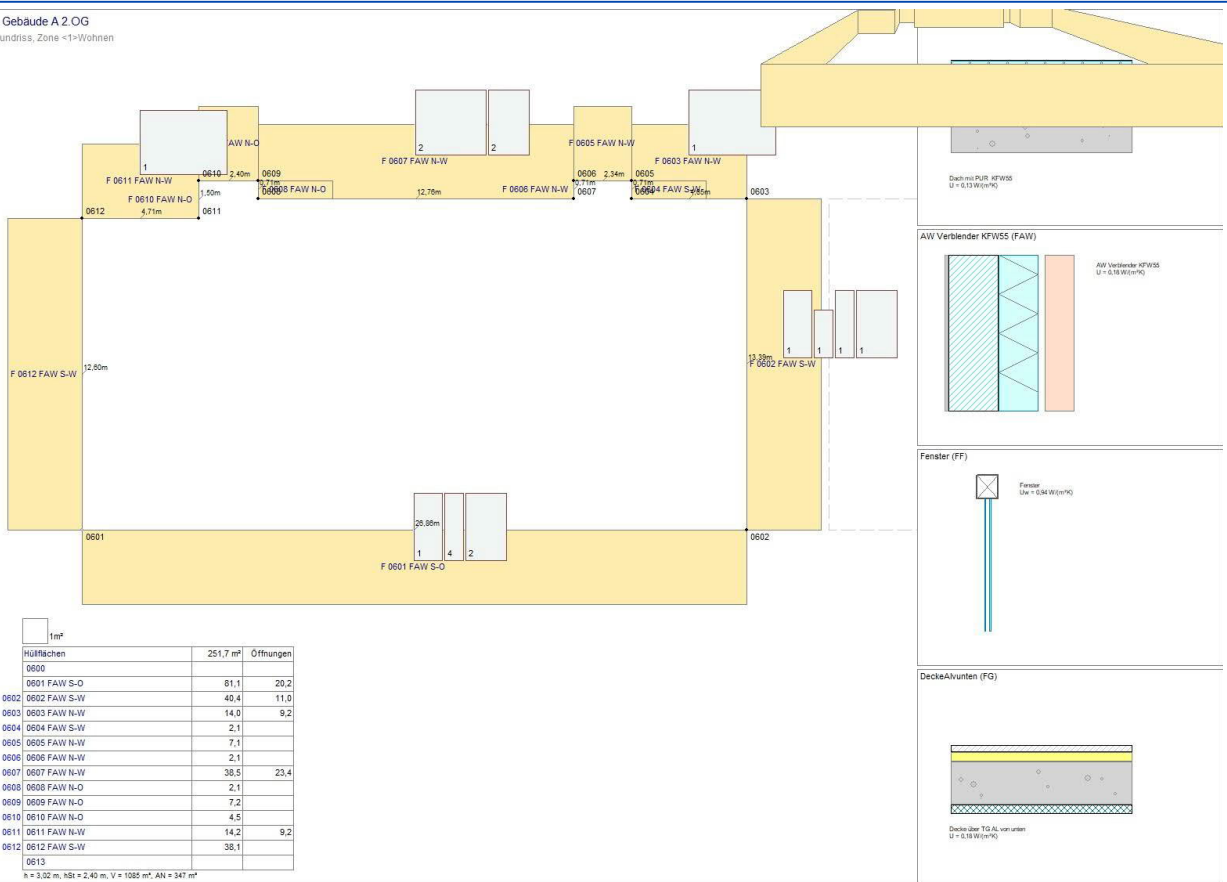 Gebäude A 2.OG
undriss, Zone <1>Wohnen
Dach mit PUR KFW55
U = 0,13 W/(m²K)
1
AW N-O
2
2
F 0605 FAW N-W
1
F 0607 FAW N-W
F 0603 FAW N-W
F 0611 FAW N-W
0610
2,40m
0609
0606
2,34m
0605
0,71m
F 0608 FAW N-O
12,76m
F 0606 FAW N-W
0,71m
0607
F 0604 FAW S-W
0603
F 0610 FAW N-O
1,50m
0612
4,71m
0611
AW Verblender KFW55 (FAW)
AW Verblender KFW55
U = 0,18 W/(m²K)
1
1
1
1
13,39m
F 0602 FAW S-W
F 0612 FAW S-W
12,60m
Fenster (FF)
Fenster
Uw = 0,94 W/(m²K)
26,86m
1
4
2
0601
0602
F 0601 FAW S-O
1m²
Hüllflächen 251,7 m² Öffnungen
0600
0601 FAW S-O 81,1 20,2
0602 0602 FAW S-W 40,4 11,0
0603 0603 FAW N-W 14,0 9,2
0604 0604 FAW S-W 2,1
0605 0605 FAW N-W 7,1
0606 0606 FAW N-W 2,1
0607 0607 FAW N-W 38,5 23,4
0608 0608 FAW N-O 2,1
0609 0609 FAW N-O 7,2
0610 0610 FAW N-O 4,5
0611 0611 FAW N-W 14,2 9,2
0612 0612 FAW S-W 38,1
0613
h = 3,02 m, hSt = 2,40 m, V = 1085 m³, AN = 347 m²
DeckeAlvunten (FG)
Decke über TG AL von unten
U = 0,18 W/(m²K)